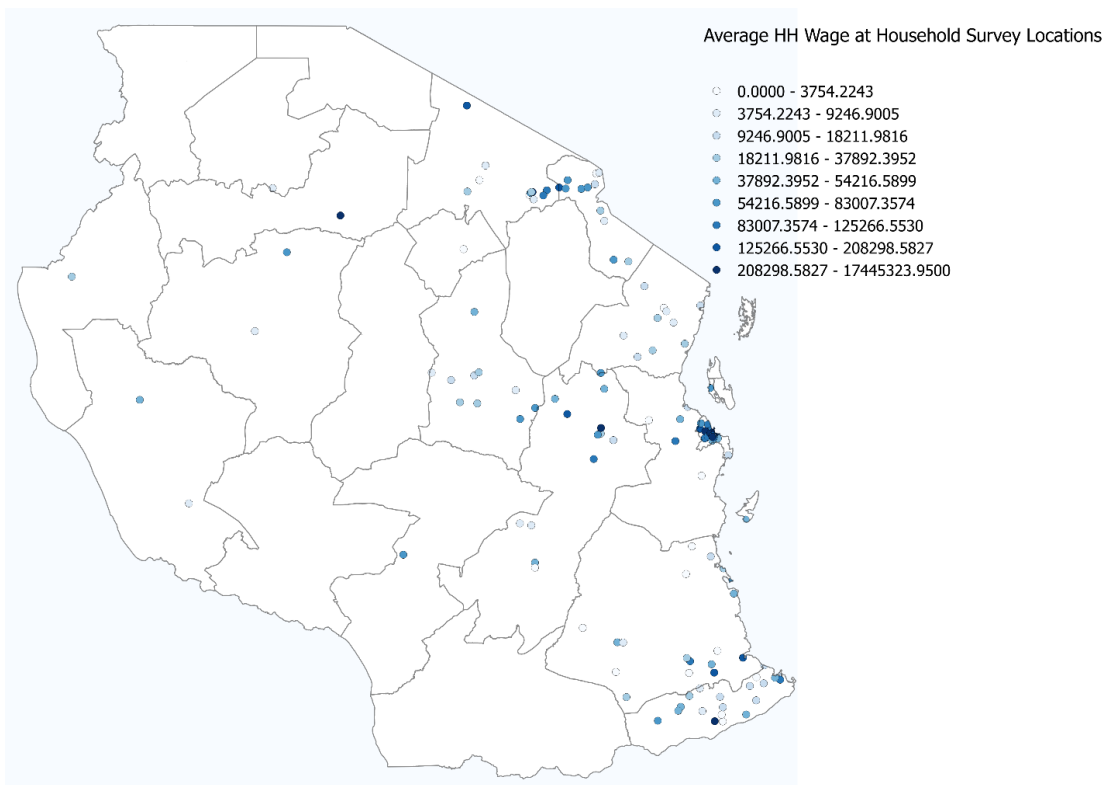 Average HH Wage at Household Survey Locations
0.0000 - 3754.2243
3754.2243 - 9246.9005
9246.9005 - 18211.9816
18211.9816 - 37892.3952
37892.3952 - 54216.5899
54216.5899 - 83007.3574
83007.3574 - 125266.5530
125266.5530 - 208298.5827
208298.5827 - 17445323.9500